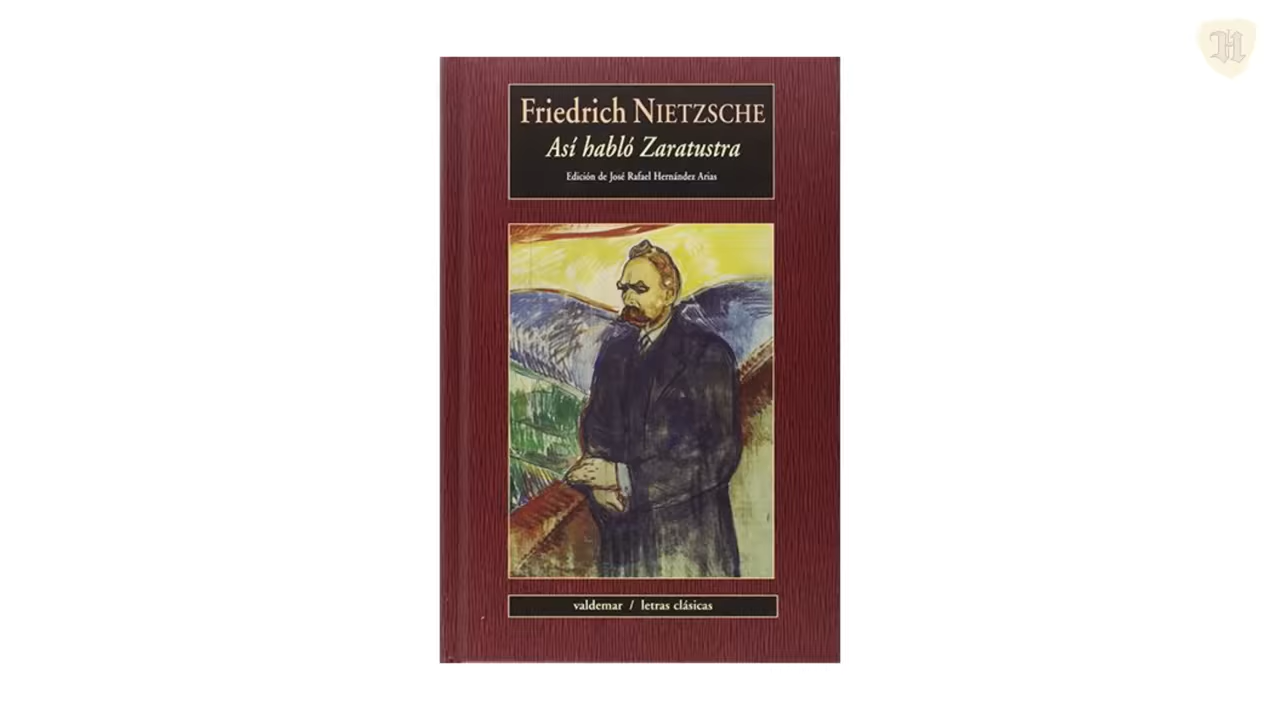 Friedrich NIETZSCHE
Así habló Zaratustra
Edición de José Rafael Hernández Arias
valdemar / letras clásicas
H